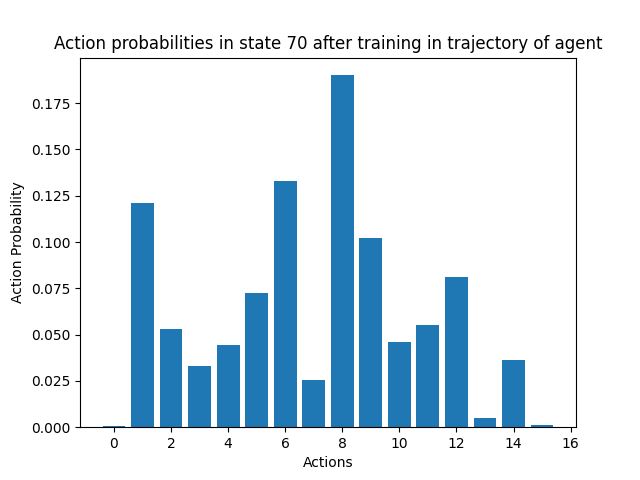 Action probabilities in state 70 after training in trajectory of agent
0.175
0.150
0.125
0.100
0.075
0.050
0.025
0.000
Action Probability
0 2 4 6 8 10 12 14 16
Actions